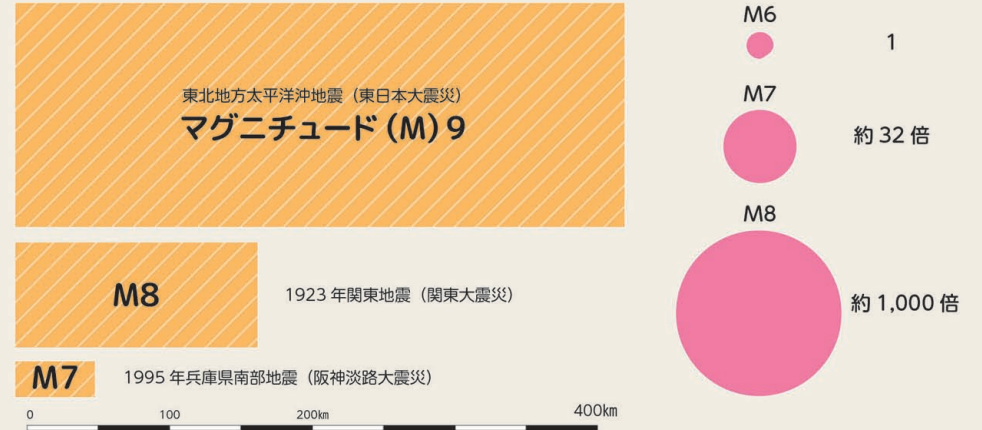 東北地方太平洋沖地震（東日本大震災）
マグニチュード（M）9
M8
1923 年関東地震（関東大震災）
M7
1995 年兵庫県南部地震（阪神淡路大震災）
0 100 200km 400km
M6
1
M7
約 32 倍
M8
約 1,000 倍